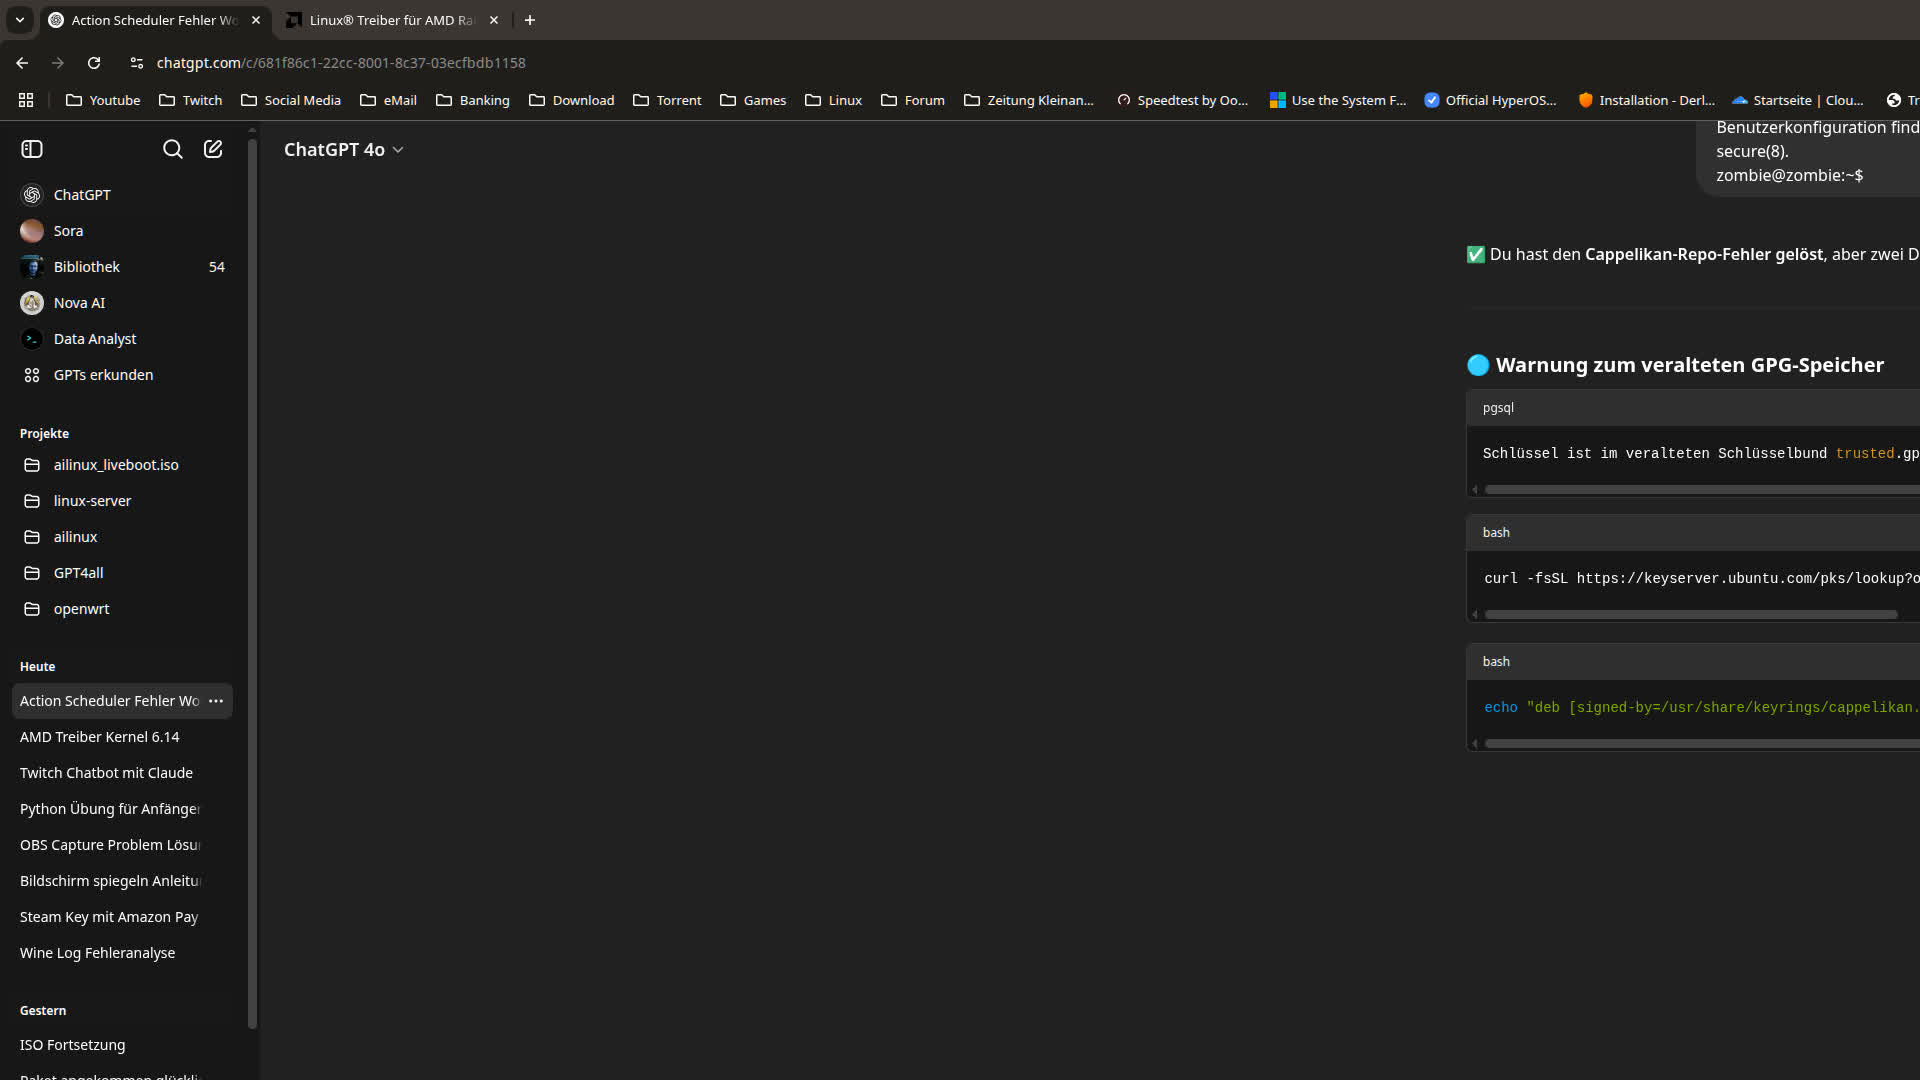 Action Scheduler Fehler Wo
Linux® Treiber für AMD Ra
chatgpt.com/c/681f86c1-22cc-8001-8c37-03ecfbdb1158
Youtube
Twitch
Social Media
eMail
Banking
Download
Torrent
Games
Linux
Forum
Zeitung Kleinan...
Speedtest by Oo...
Use the System F...
Official HyperOS...
Installation - Derl...
Startseite | Clou...
Tr
ChatGPT 4o
ChatGPT
Sora
Bibliothek 54
Nova AI
Data Analyst
GPTs erkunden
Projekte
ailinux_liveboot.iso
linux-server
ailinux
GPT4all
openwrt
Heute
Action Scheduler Fehler Wo
AMD Treiber Kernel 6.14
Twitch Chatbot mit Claude
Python Übung für Anfänger
OBS Capture Problem Lösu
Bildschirm spiegeln Anleitu
Steam Key mit Amazon Pay
Wine Log Fehleranalyse
Gestern
ISO Fortsetzung
Paket angekommen glückli
Benutzerkonfiguration find
secure(8).
zombie@zombie:~$
✅ Du hast den Cappelikan-Repo-Fehler gelöst, aber zwei D
🔵 Warnung zum veralteten GPG-Speicher
pgsql
Schlüssel ist im veralteten Schlüsselbund trusted.gp
bash
curl -fsSL https://keyserver.ubuntu.com/pks/lookup?o
bash
echo "deb [signed-by=/usr/share/keyrings/cappelikan.